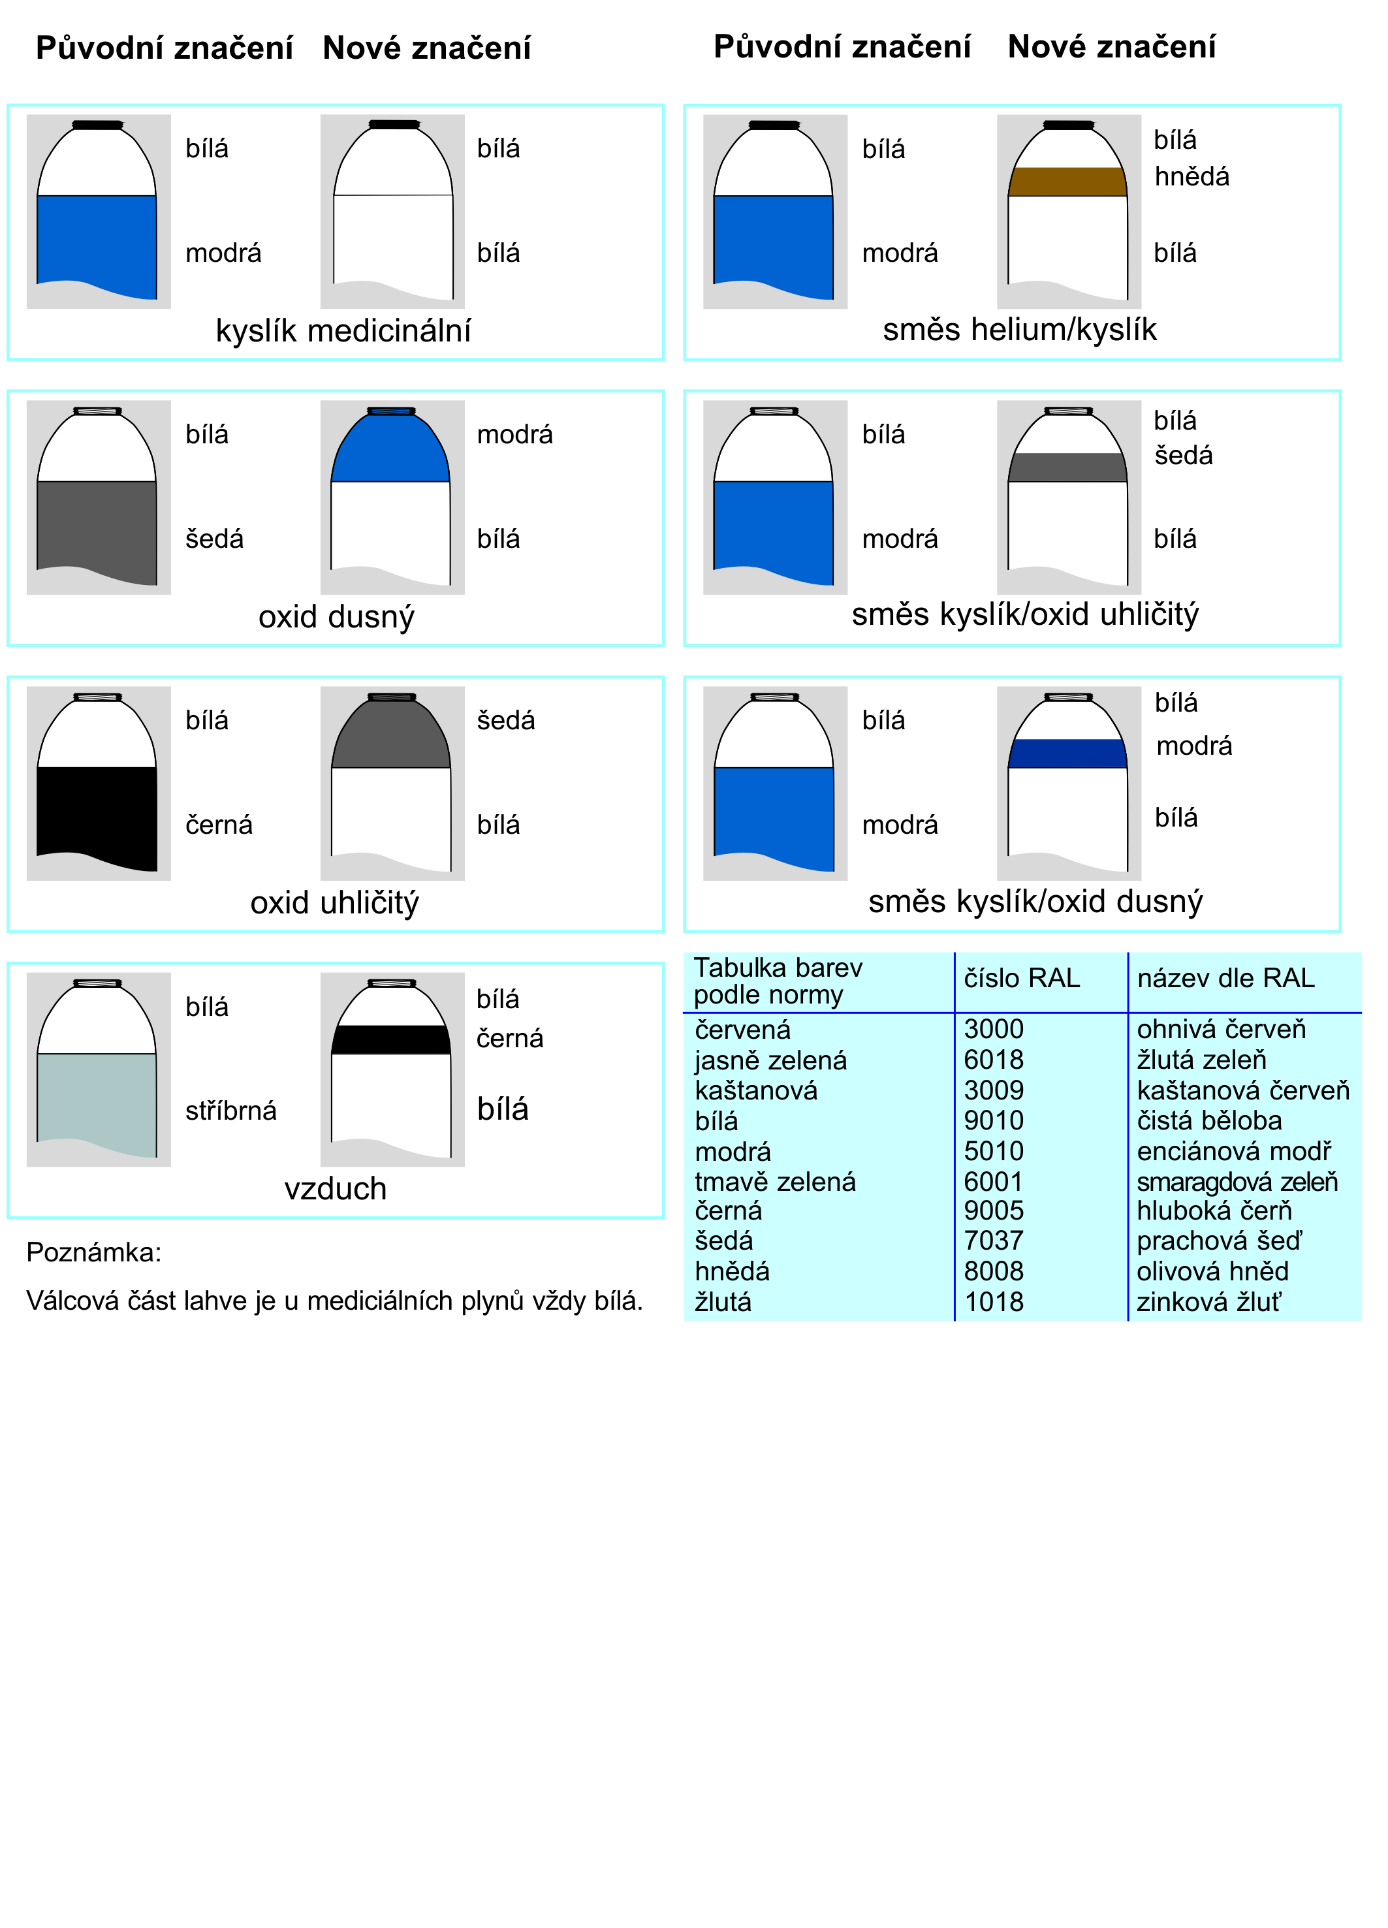 Původní značení Nové značení
bílá bílá
modrá bílá
kyslík medicinální
bílá modrá
šedá bílá
oxid dusný
bílá šedá
černá bílá
oxid uhličitý
bílá bílá
černá
stříbrná bílá
vzduch
Poznámka:
Válcová část lahve je u mediciálních plynů vždy bílá.
Původní značení Nové značení
bílá bílá
hnědá
modrá bílá
směs helium/kyslík
bílá bílá
šedá
modrá bílá
směs kyslík/oxid uhličitý
bílá bílá
modrá
modrá bílá
směs kyslík/oxid dusný
Tabulka barev
podle normy číslo RAL název dle RAL
červená 3000 ohnivá červeň
jasně zelená 6018 žlutá zeleň
kaštanová 3009 kaštanová červeň
bílá 9010 čistá běloba
modrá 5010 enciánová modř
tmavě zelená 6001 smaragdová zeleň
černá 9005 hluboká čerň
šedá 7037 prachová šeď
hnědá 8008 olivová hněd
žlutá 1018 zinková žluť